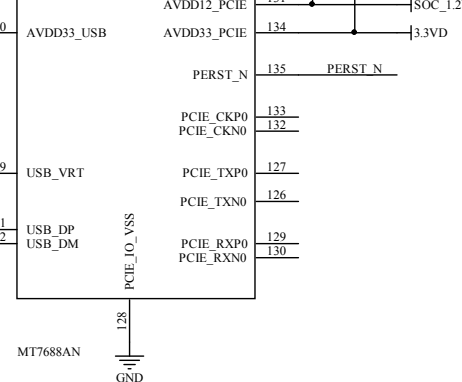 AVDD12_PCIE 131 SOC_1.2
0 AVDD33_USB AVDD33_PCIE 134 3.3VD
PERST_N 135 PERST_N
PCIE_CKP0 133
PCIE_CKN0 132
9 USB_VRT PCIE_TXP0 127
PCIE_TXN0 126
1 USB_DP PCIE_RXP0 129
2 USB_DM PCIE_RXN0 130
PCIE_IO_VSS
128
MT7688AN
GND